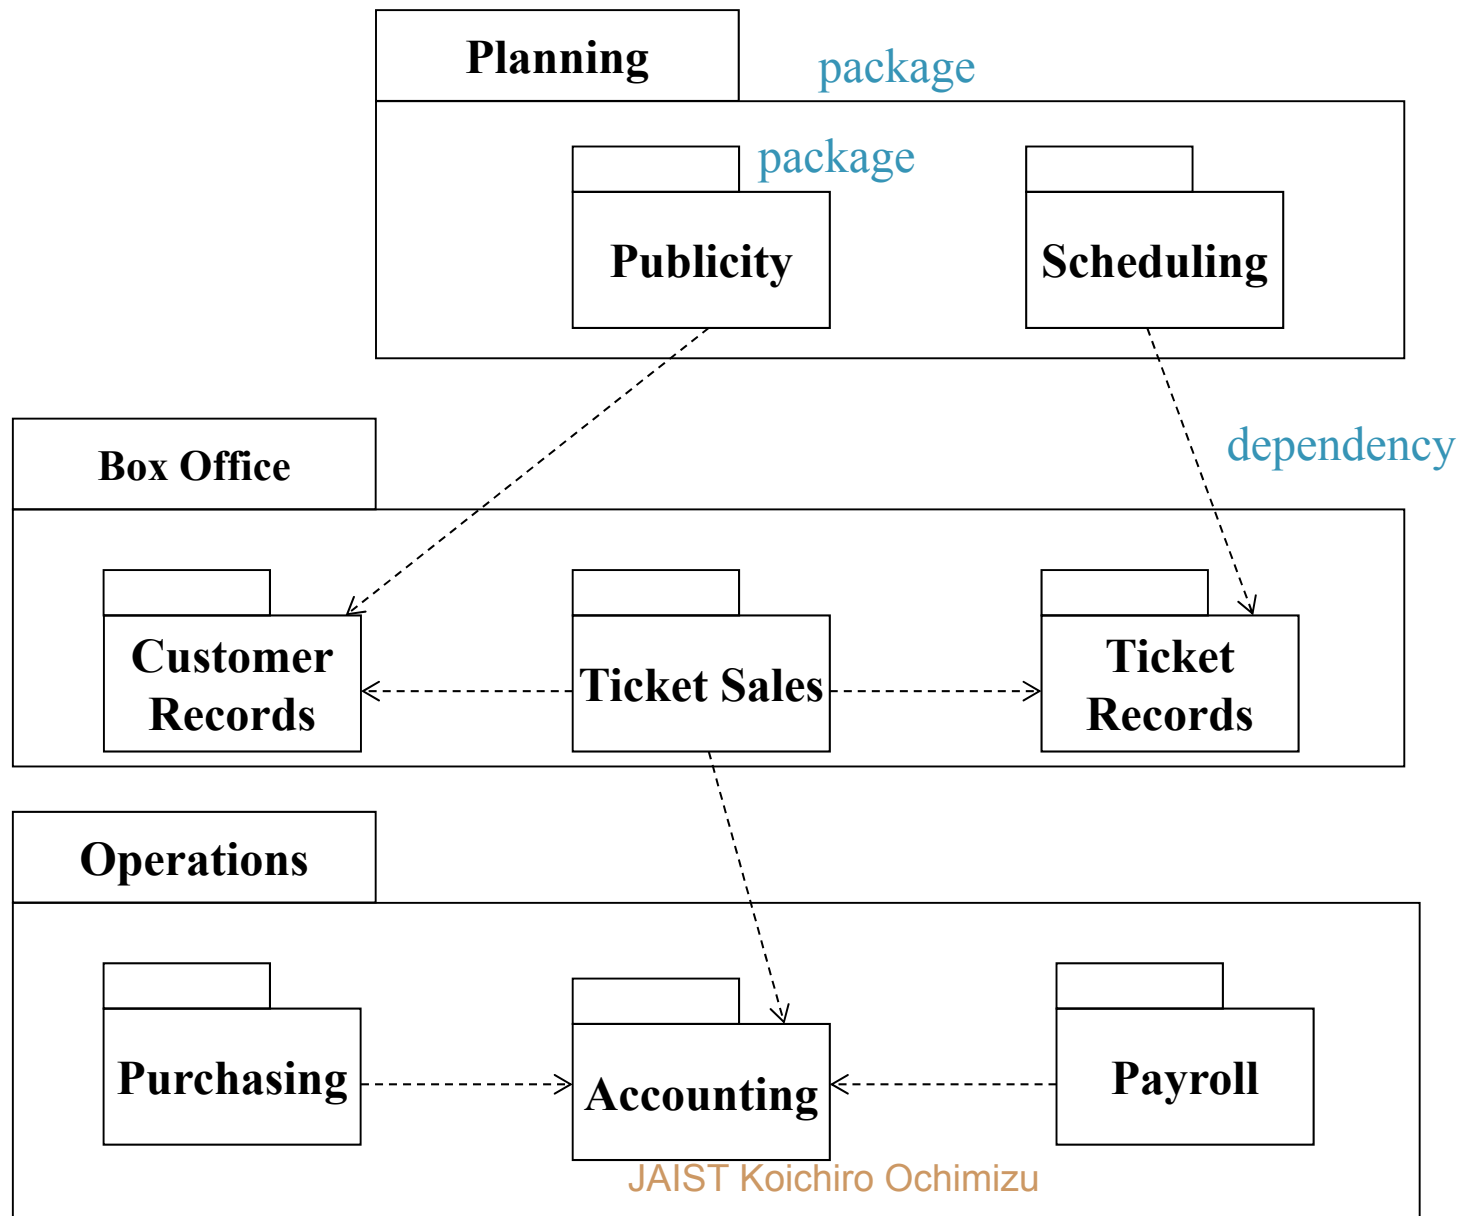 Planning
package
package
Publicity
Scheduling
dependency
Box Office
Customer
Records
Ticket Sales
Ticket
Records
Operations
Purchasing
Accounting
Payroll
JAIST Koichiro Ochimizu